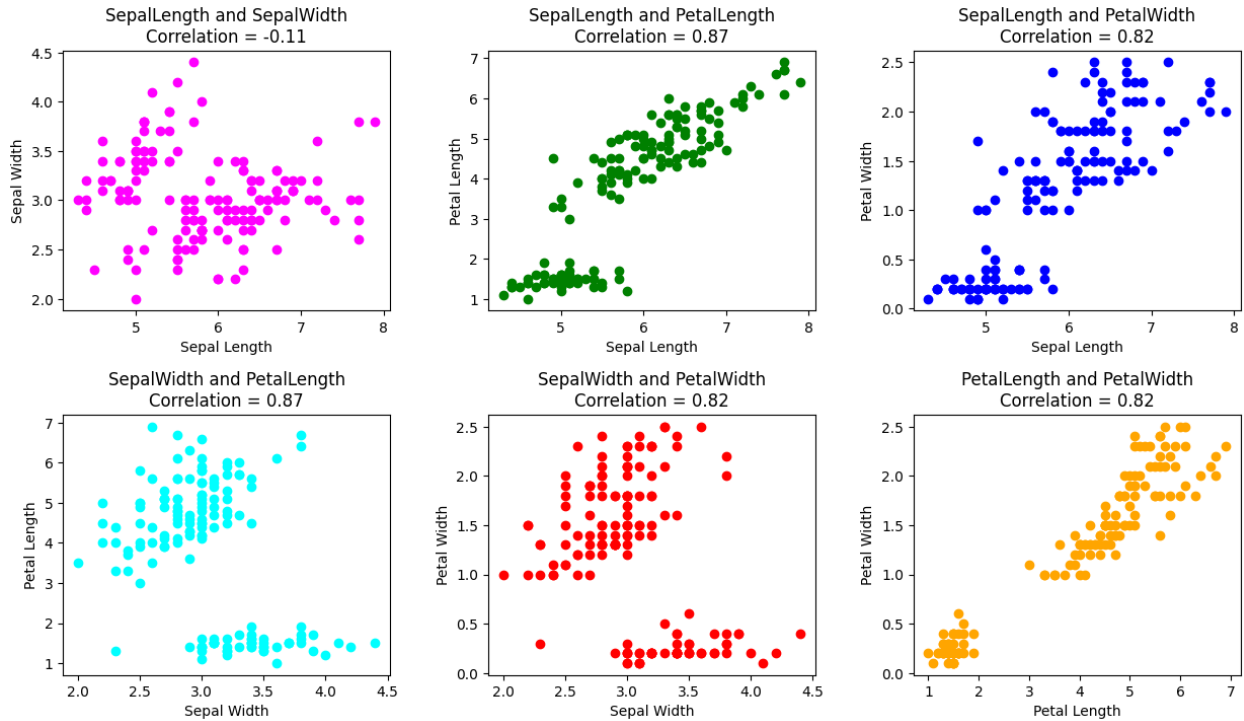 SepalLength and SepalWidth
Correlation = -0.11
4.5
4.0
3.5
3.0
2.5
2.0
Sepal Width
5
6
7
8
Sepal Length
SepalLength and PetalLength
Correlation = 0.87
7
6
5
4
3
2
1
Petal Length
5
6
7
8
Sepal Length
SepalLength and PetalWidth
Correlation = 0.82
2.5
2.0
1.5
1.0
0.5
0.0
Petal Width
5
6
7
8
Sepal Length
SepalWidth and PetalLength
Correlation = 0.87
7
6
5
4
3
2
1
Petal Length
2.0
2.5
3.0
3.5
4.0
4.5
Sepal Width
SepalWidth and PetalWidth
Correlation = 0.82
2.5
2.0
1.5
1.0
0.5
0.0
Petal Width
2.0
2.5
3.0
3.5
4.0
4.5
Sepal Width
PetalLength and PetalWidth
Correlation = 0.82
2.5
2.0
1.5
1.0
0.5
0.0
Petal Width
1
2
3
4
5
6
7
Petal Length